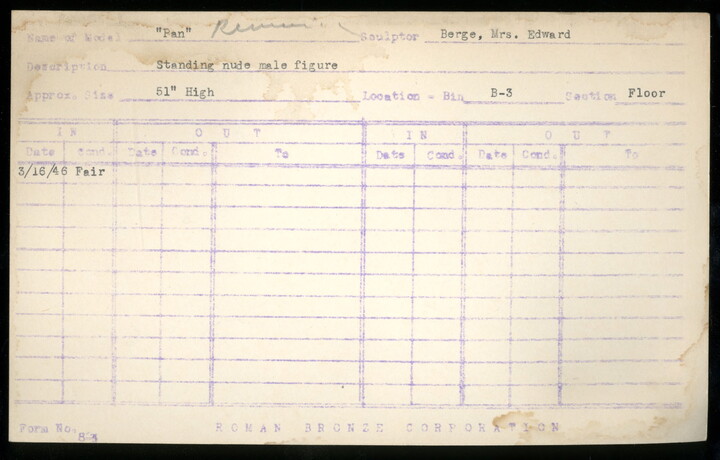 Name of Model "Pan" Sculptor Berge, Mrs. Edward
Description Standing nude male figure
Approx. Size 51" High Location - Bin B-3 Section Floor
IN OUT IN OUT
Date Cond. Date Cond. To Date Cond. Date Cond. To
3/16/46 Fair
Form No. ROMAN BRONZE CORPORATION